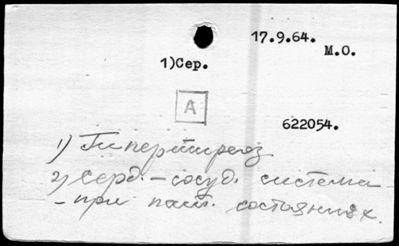 17.9.64.
М.О.
1)Сер.
А
622054.
1) Гипертиреоз
2) Серд. – сосуд. система –
– при пат. состояниях.